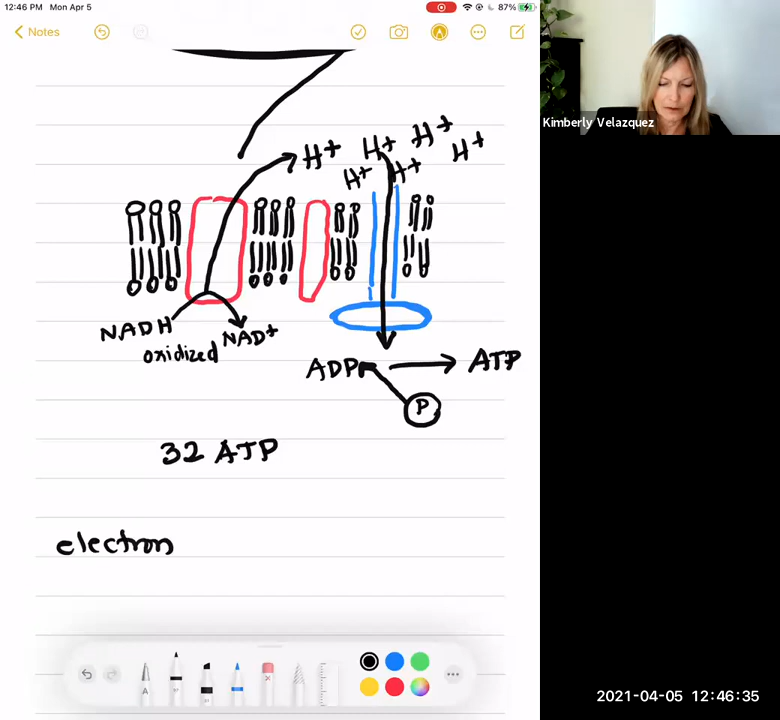 12:46 PM Mon Apr 5
87%
Notes
H+ H+ H+ H+
H+ H+
NADH NAD+
oxidized
ADP ATP
P
32 ATP
electron
A
Kimberly Velazquez
2021-04-05 12:46:35